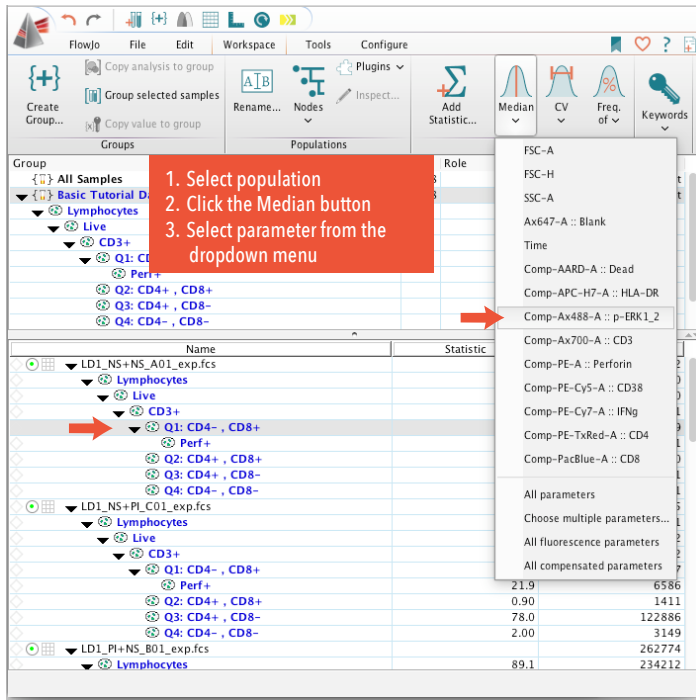 FlowJo File Edit Workspace Tools Configure
Create Group...
Copy analysis to group
Group selected samples
Copy value to group
Groups
Rename...
Nodes
Plugins
Inspect...
Populations
Add Statistic...
Median
CV
Freq. of
Keywords
Group Role
{ } All Samples
{ } Basic Tutorial Da
Lymphocytes
Live
CD3+
Q1: CD
Perf+
Q2: CD4+ , CD8+
Q3: CD4+ , CD8-
Q4: CD4- , CD8-
1. Select population
2. Click the Median button
3. Select parameter from the
dropdown menu
FSC-A
FSC-H
SSC-A
Ax647-A :: Blank
Time
Comp-AARD-A :: Dead
Comp-APC-H7-A :: HLA-DR
Comp-Ax488-A :: p-ERK1_2
Comp-Ax700-A :: CD3
Comp-PE-A :: Perforin
Comp-PE-Cy5-A :: CD38
Comp-PE-Cy7-A :: IFNg
Comp-PE-TxRed-A :: CD4
Comp-PacBlue-A :: CD8
All parameters
Choose multiple parameters...
All fluorescence parameters
All compensated parameters
Name Statistic
LD1_NS+NS_A01_exp.fcs
Lymphocytes
Live
CD3+
Q1: CD4- , CD8+
Perf+
Q2: CD4+ , CD8+
Q3: CD4+ , CD8-
Q4: CD4- , CD8-
LD1_NS+PI_C01_exp.fcs
Lymphocytes
Live
CD3+
Q1: CD4- , CD8+
Perf+ 21.9 6586
Q2: CD4+ , CD8+ 0.90 1411
Q3: CD4+ , CD8- 78.0 122886
Q4: CD4- , CD8- 2.00 3149
LD1_PI+NS_B01_exp.fcs 262774
Lymphocytes 89.1 234212